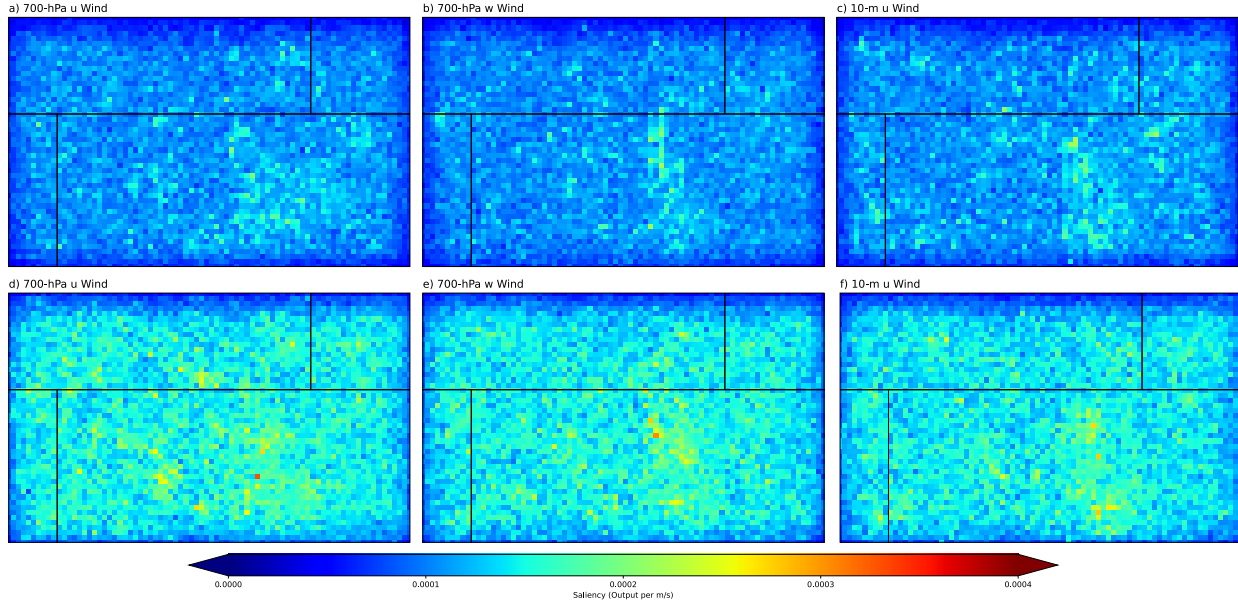 a) 700-hPa u Wind
b) 700-hPa w Wind
c) 10-m u Wind
d) 700-hPa u Wind
e) 700-hPa w Wind
f) 10-m u Wind
0.0000
0.0001
0.0002
0.0003
0.0004
Saliency (Output per m/s)